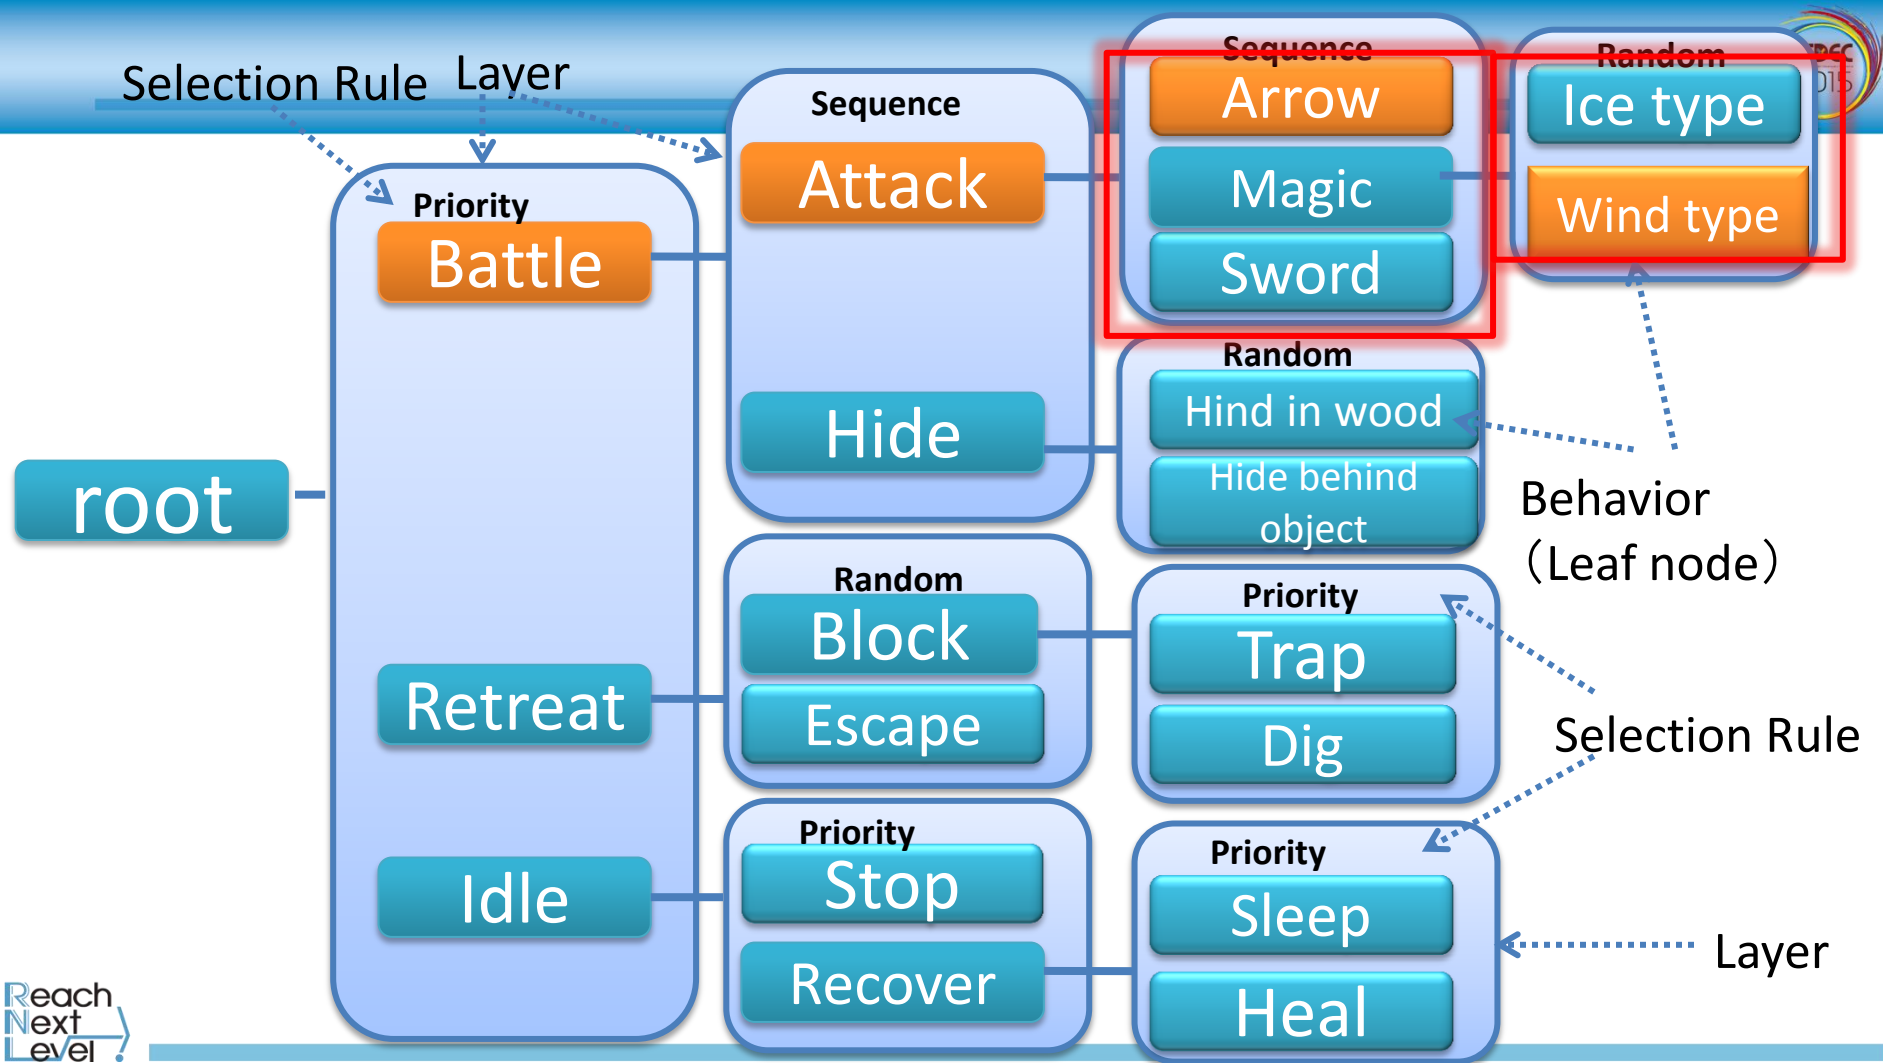 Selection Rule
Layer
Priority
Battle
Retreat
Idle
root
Sequence
Attack
Hide
Sequence
Arrow
Magic
Sword
Random
Ice type
Wind type
2015
Random
Hind in wood
Hide behind
object
Behavior
（Leaf node）
Random
Block
Escape
Priority
Trap
Dig
Selection Rule
Priority
Stop
Recover
Priority
Sleep
Heal
Layer
Reach
Next
Level